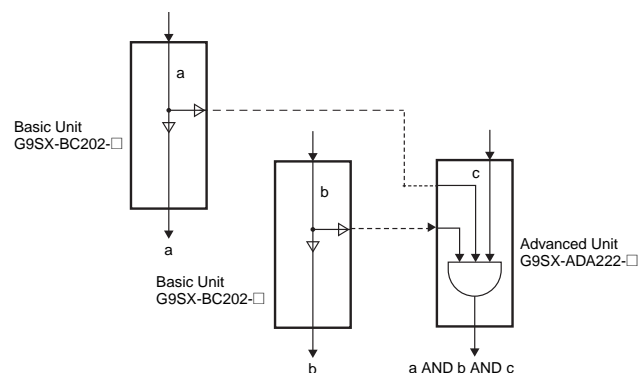 a
Basic Unit
G9SX-BC202-□
a
b
Basic Unit
G9SX-BC202-□
b
c
Advanced Unit
G9SX-ADA222-□
a AND b AND c